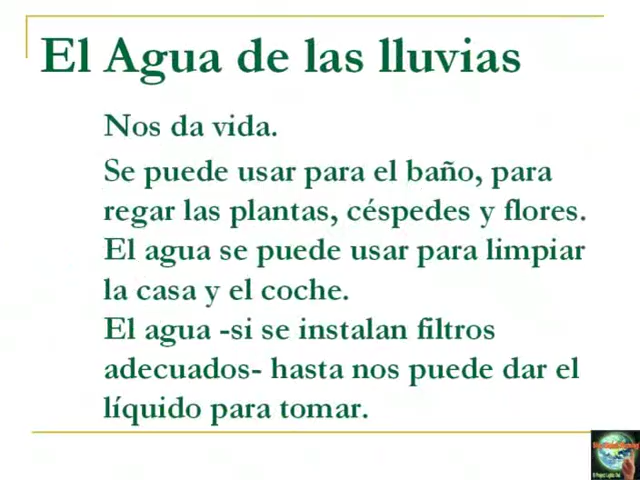 El Agua de las lluvias
Nos da vida.
Se puede usar para el baño, para
regar las plantas, céspedes y flores.
El agua se puede usar para limpiar
la casa y el coche.
El agua -si se instalan filtros
adecuados- hasta nos puede dar el
líquido para tomar.